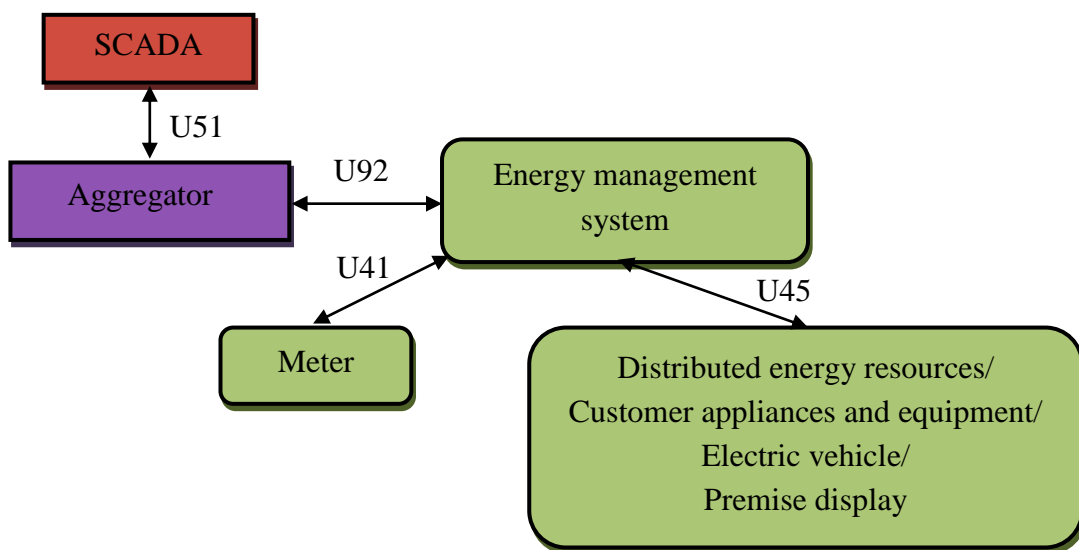 SCADA
U51
Aggregator
U92
Energy management
system
U41
U45
Meter
Distributed energy resources/
Customer appliances and equipment/
Electric vehicle/
Premise display